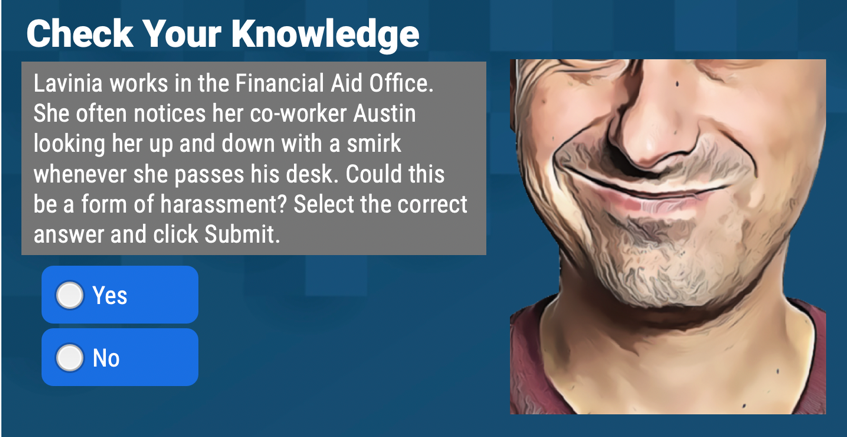 Check Your Knowledge
Lavinia works in the Financial Aid Office.
She often notices her co-worker Austin
looking her up and down with a smirk
whenever she passes his desk. Could this
be a form of harassment? Select the correct
answer and click Submit.
Yes
No